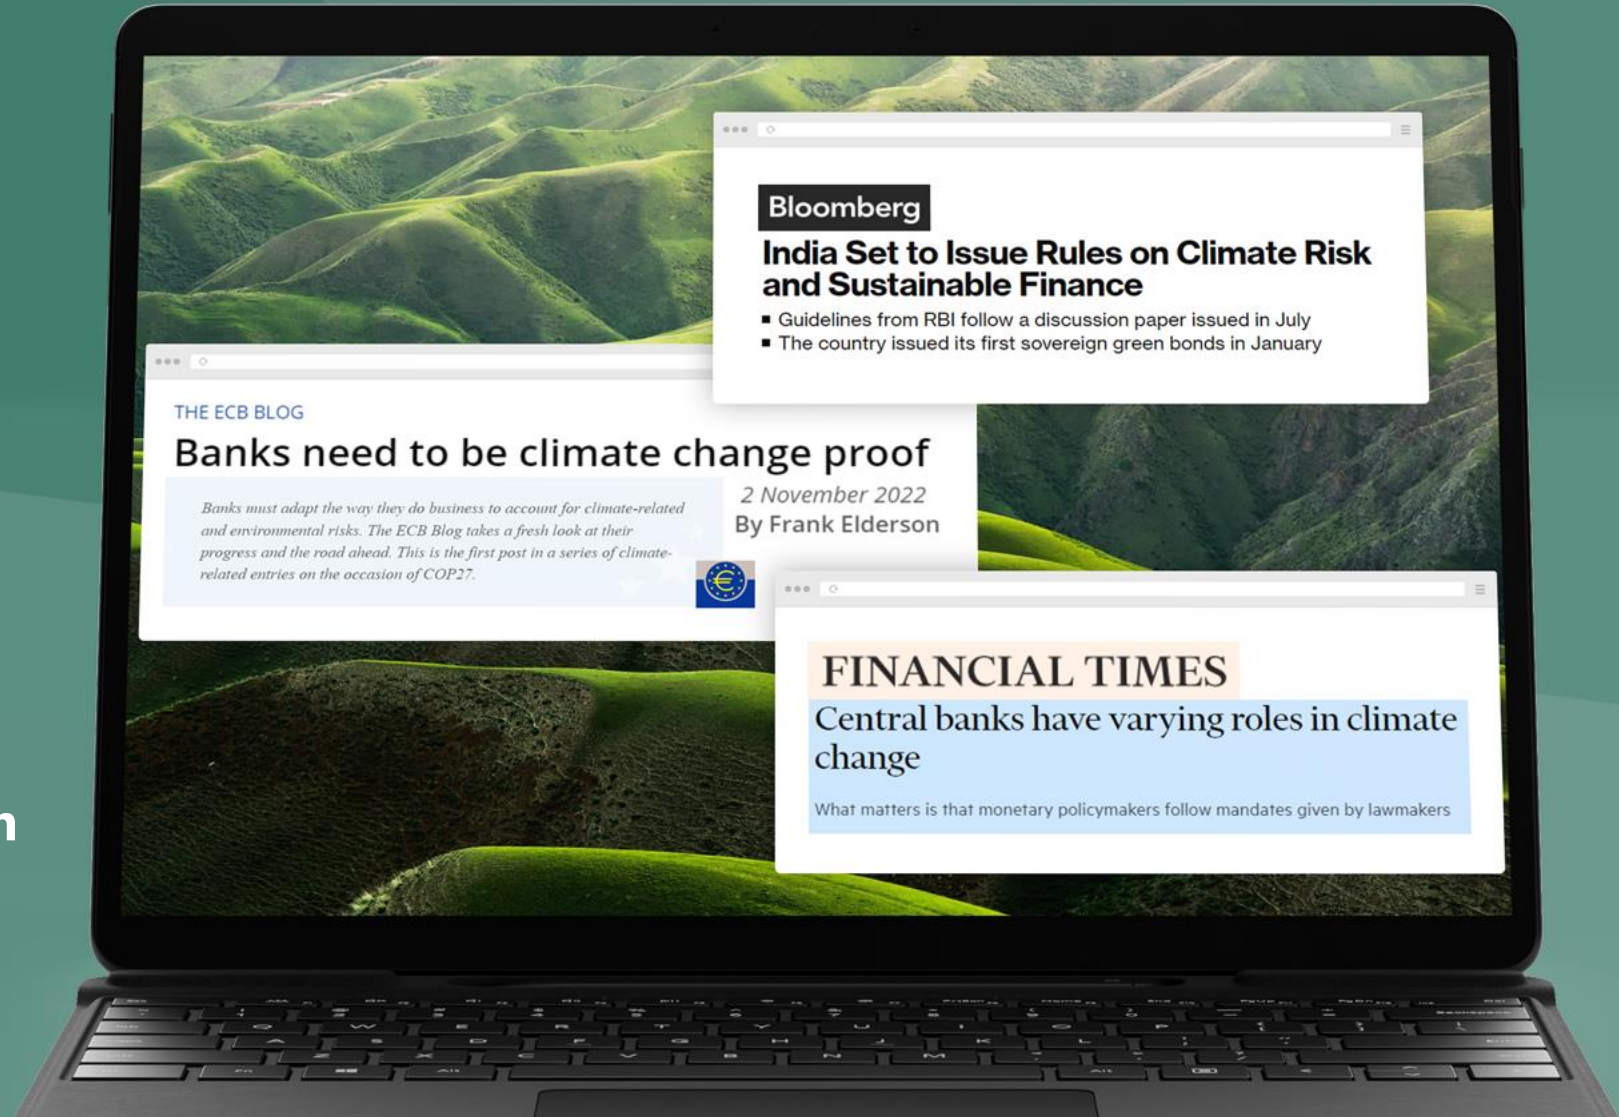 Bloomberg
India Set to Issue Rules on Climate Risk
and Sustainable Finance
▪ Guidelines from RBI follow a discussion paper issued in July
▪ The country issued its first sovereign green bonds in January
THE ECB BLOG
Banks need to be climate change proof
2 November 2022
By Frank Elderson
Banks must adapt the way they do business to account for climate-related
and environmental risks. The ECB Blog takes a fresh look at their
progress and the road ahead. This is the first post in a series of climate-
related entries on the occasion of COP27.
FINANCIAL TIMES
Central banks have varying roles in climate
change
What matters is that monetary policymakers follow mandates given by lawmakers